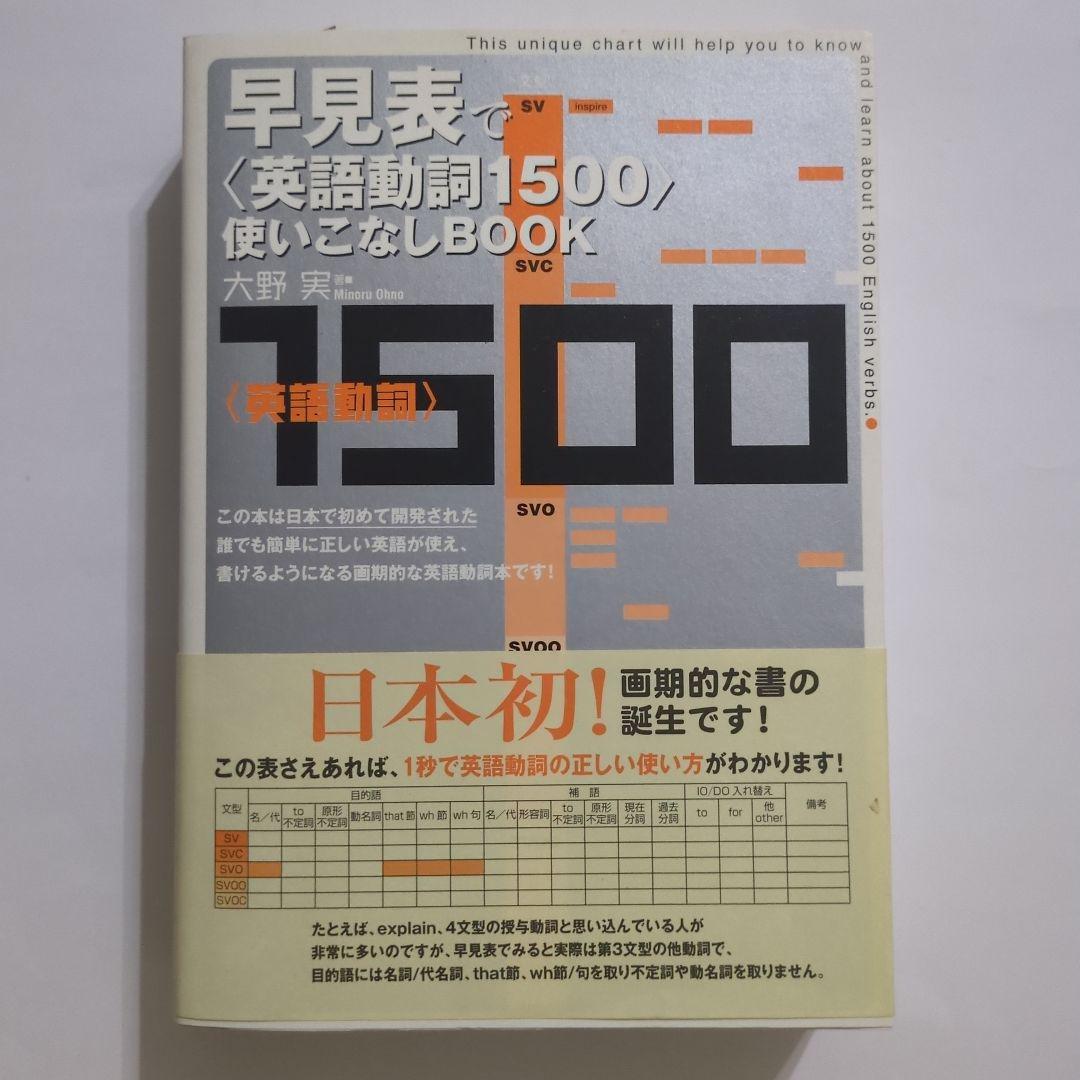 This unique chart will help you to know
and learn about 1500 English verbs.
早見表で
〈英語動詞1500〉
使いこなしBOOK
大野 実 著
Minoru Ohno
SV
inspire
SVC
1500
〈英語動詞〉
SVO
この本は日本で初めて開発された
誰でも簡単に正しい英語が使え、
書けるようになる画期的な英語動詞本です!
SVOO
日本初!
画期的な書の
誕生です!
この表さえあれば、1秒で英語動詞の正しい使い方がわかります!
文型 目的語 補語 IO/DO入れ替え 備考
名/代 to不定詞 原形不定詞 動名詞 that節 wh節 wh句 名/代 形容詞 to不定詞 原形不定詞 現在分詞 過去分詞 to for 他other
SV
SVC
SVO
SVOO
SVOC
たとえば、explain、4文型の授与動詞と思い込んでいる人が
非常に多いのですが、早見表でみると実際は第3文型の他動詞で、
目的語には名詞/代名詞、that節、wh節/句を取り不定詞や動名詞を取りません。